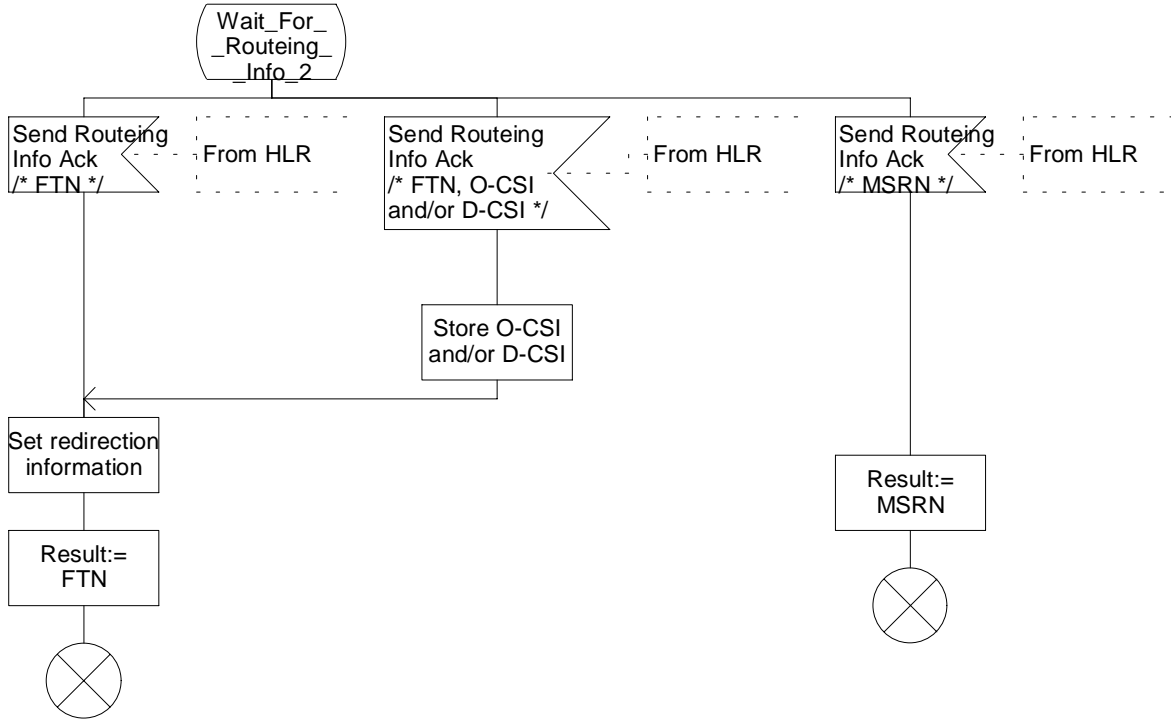 Wait_For_
_Routeing_
_Info_2
Send Routeing
Info Ack
/* FTN */
From HLR
Send Routeing
Info Ack
/* FTN, O-CSI
and/or D-CSI */
From HLR
Send Routeing
Info Ack
/* MSRN */
From HLR
Store O-CSI
and/or D-CSI
Set redirection
information
Result:=
MSRN
Result:=
FTN